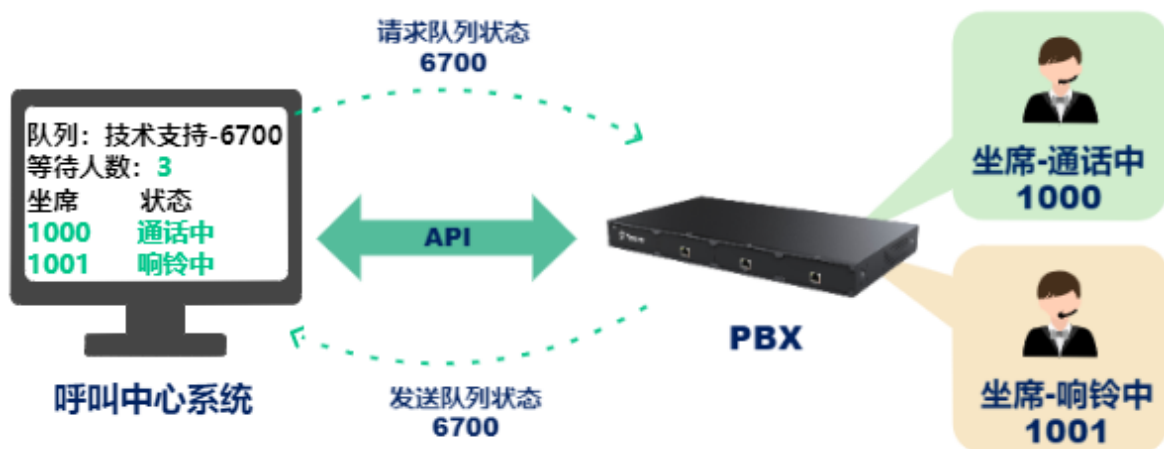 请求队列状态
6700
队列：技术支持-6700
等待人数：3
坐席 状态
1000 通话中
1001 响铃中
API
PBX
呼叫中心系统
发送队列状态
6700
坐席-通话中
1000
坐席-响铃中
1001